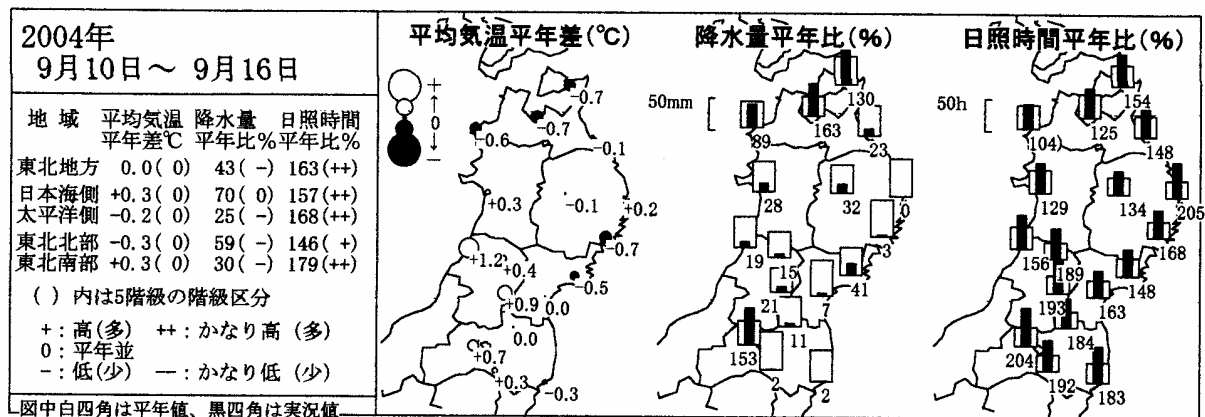 2004年
9月10日～ 9月16日
地 域 平均気温 降水量 日照時間
平年差℃ 平年比% 平年比%
東北地方 0.0( 0) 43( -) 163(++)
日本海側 +0.3( 0) 70( 0) 157(++)
太平洋側 -0.2( 0) 25( -) 168(++)
東北北部 -0.3( 0) 59( -) 146( +)
東北南部 +0.3( 0) 30( -) 179(++)
( ) 内は5階級の階級区分
+ : 高(多) ++ : かなり高 (多)
0 : 平年並
- : 低(少) -- : かなり低 (少)
図中白四角は平年値、黒四角は実況値
平均気温平年差(℃)
+
↑
0
↓
-
-0.7
-0.7
-0.6
-0.1
+0.3
-0.1
+0.2
-0.7
+1.2
+0.4
-0.5
+0.9
0.0
0.0
+0.7
+0.3
-0.3
降水量平年比(%)
50mm
130
163
89
23
28
32
0
3
19
15
41
21
7
11
153
2
2
日照時間平年比(%)
50h
154
125
104)
148
129
134
205
168
156
189
148
193
163
184
204
192
183